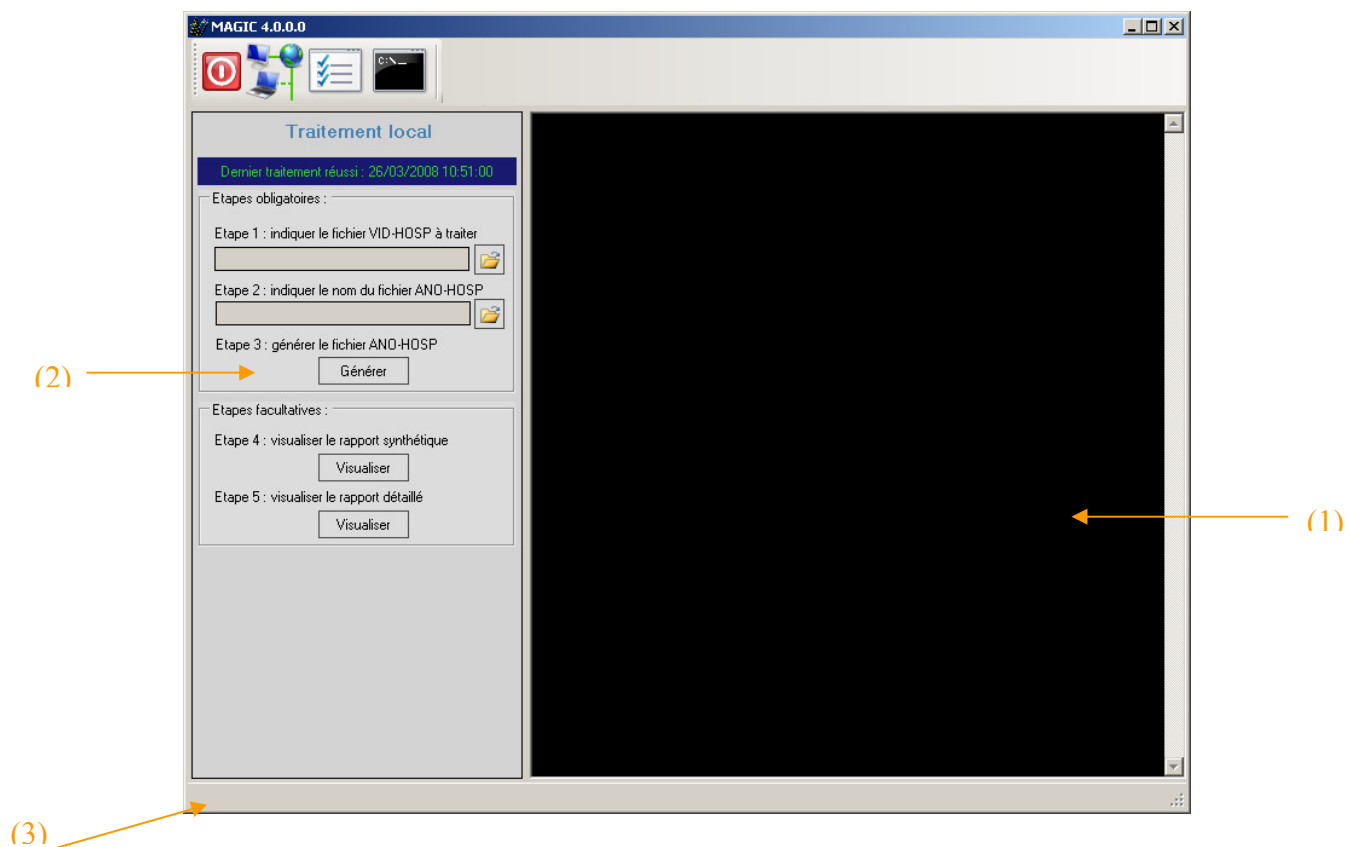 MAGIC 4.0.0.0
C:\_
Traitement local
Dernier traitement réussi : 26/03/2008 10:51:00
Etapes obligatoires :
Etape 1 : indiquer le fichier VID-HOSP à traiter
Etape 2 : indiquer le nom du fichier ANO-HOSP
Etape 3 : générer le fichier ANO-HOSP
(2)
Générer
Etapes facultatives :
Etape 4 : visualiser le rapport synthétique
Visualiser
Etape 5 : visualiser le rapport détaillé
Visualiser
(1)
(3)